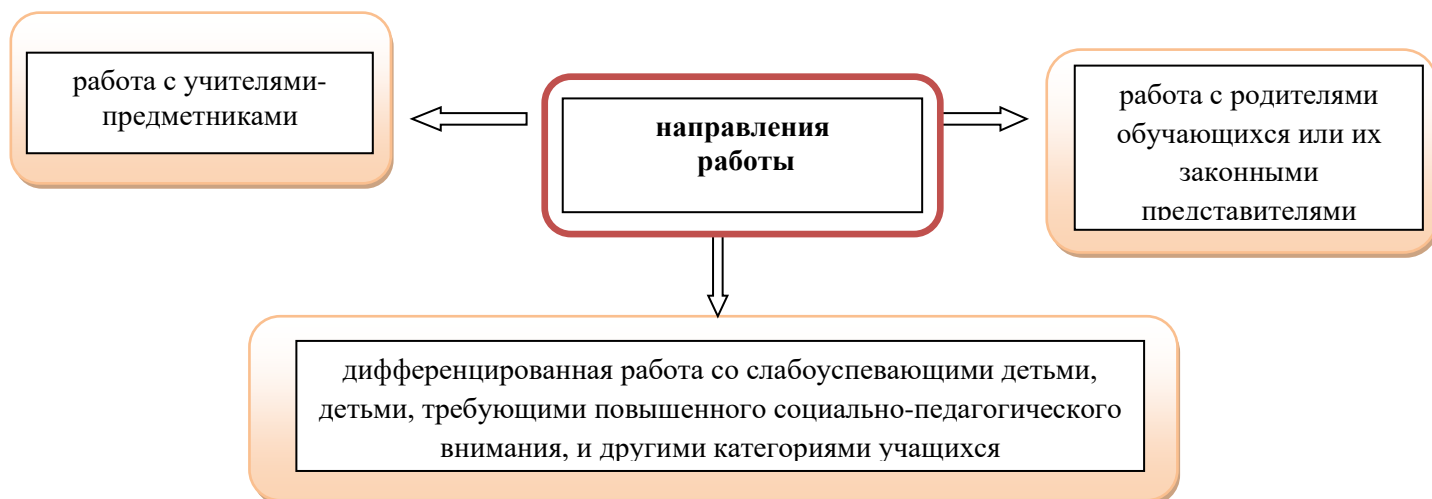 работа с учителями-
предметниками
направления
работы
работа с родителями
обучающихся или их
законными
представителями
дифференцированная работа со слабоуспевающими детьми,
детьми, требующими повышенного социально-педагогического
внимания, и другими категориями учащихся